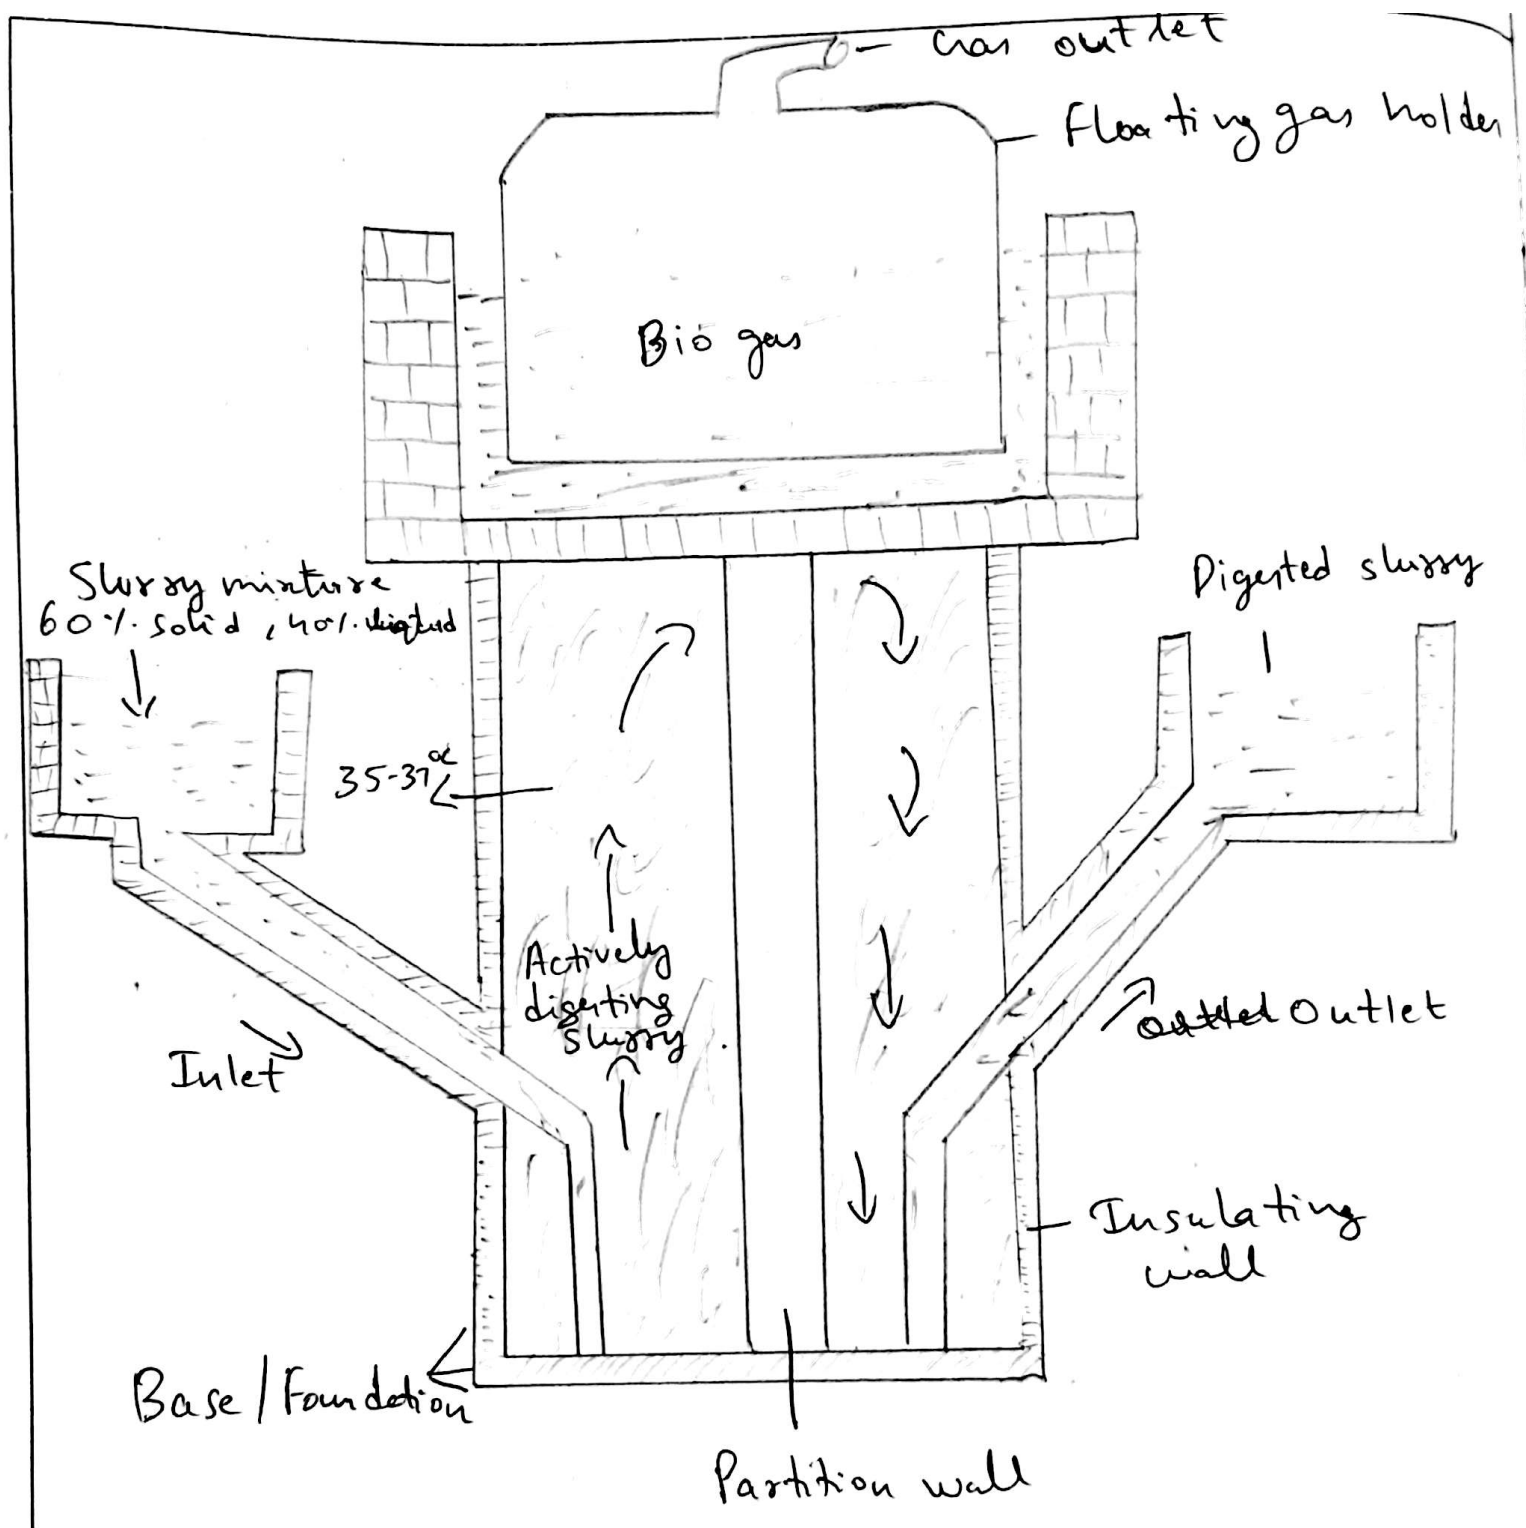 Gas outlet
Floating gas holder
Bio gas
Slurry mixture
60% solid, 40% liquid
Digested slurry
35-37°C
Actively
digesting
slurry
Inlet
Outlet
Insulating
wall
Base/Foundation
Partition wall